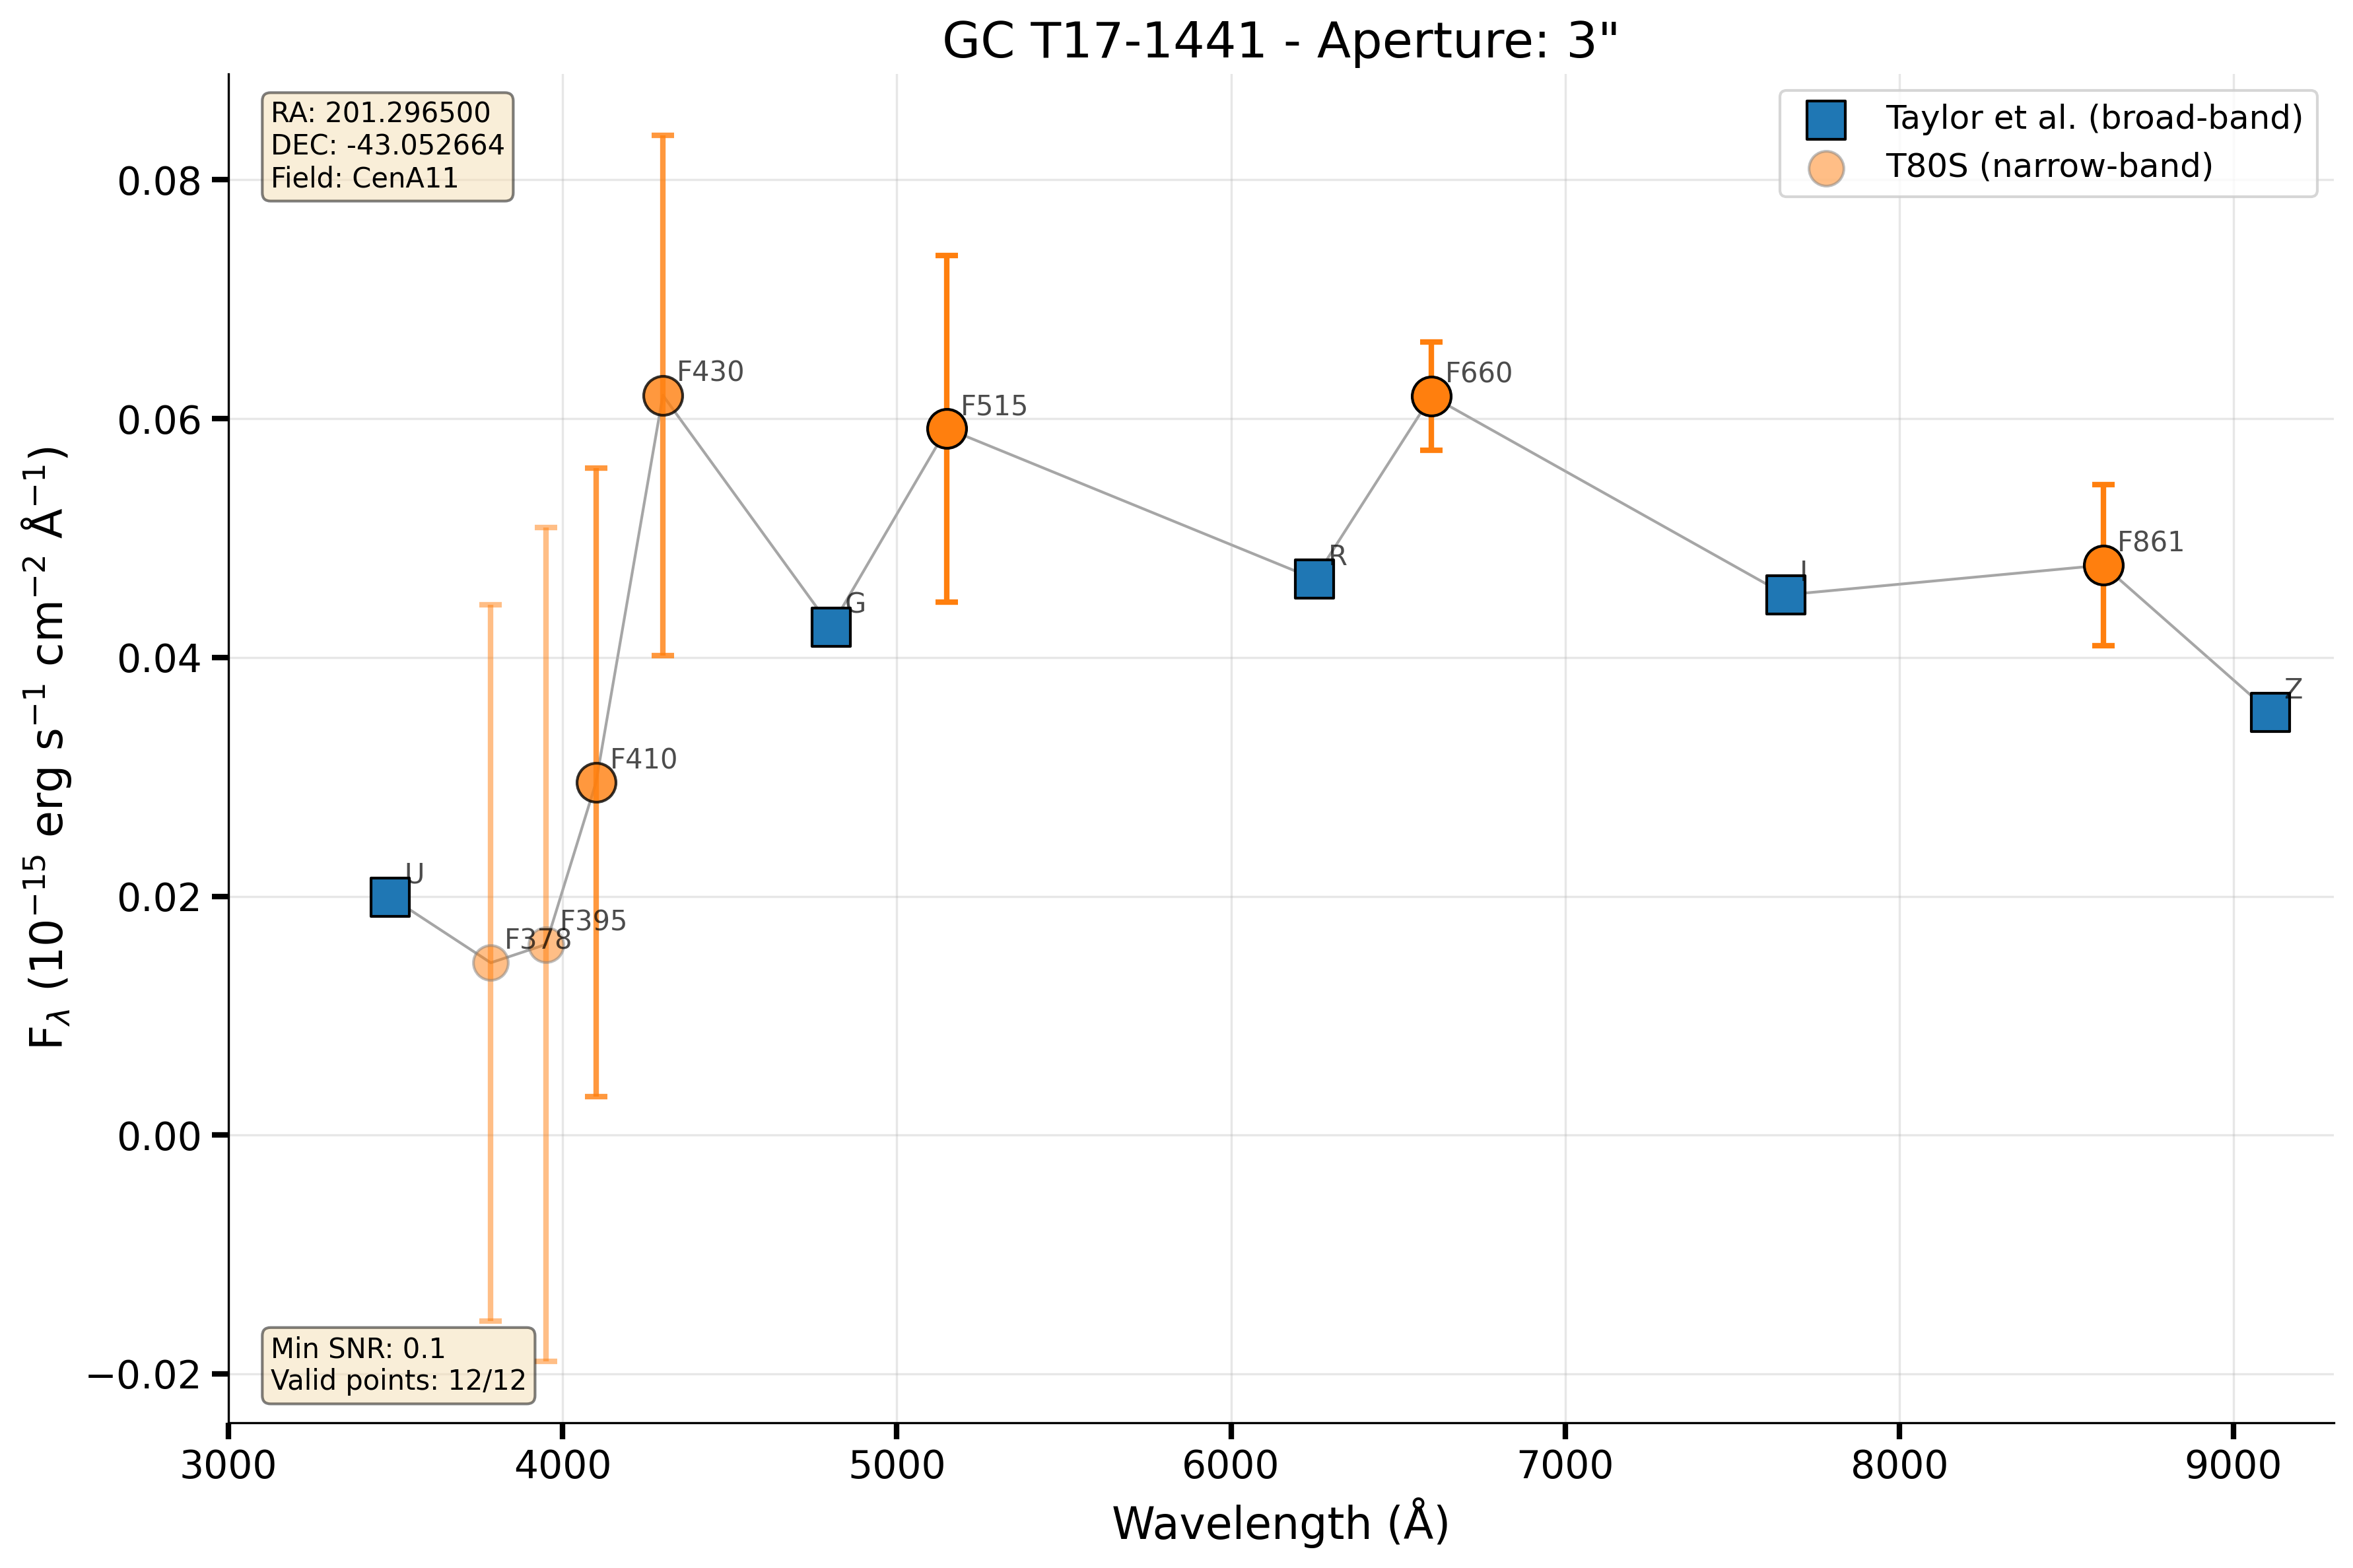 GC T17-1441 - Aperture: 3"
RA: 201.296500
DEC: -43.052664
Field: CenA11
Taylor et al. (broad-band)
T80S (narrow-band)
0.08
0.06
0.04
0.02
0.00
−0.02
F$_λ$ (10⁻¹⁵ erg s⁻¹ cm⁻² Å⁻¹)
U
F378
F395
F410
F430
G
F515
R
F660
I
F861
Z
Min SNR: 0.1
Valid points: 12/12
3000
4000
5000
6000
7000
8000
9000
Wavelength (Å)